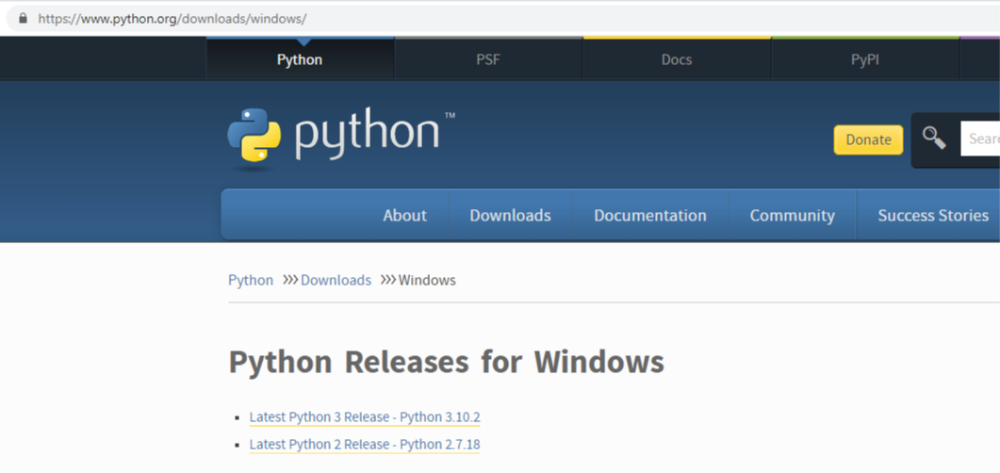 https://www.python.org/downloads/windows/
Python PSF Docs PyPI
python™
Donate
About Downloads Documentation Community Success Stories
Python >>> Downloads >>> Windows
Python Releases for Windows
Latest Python 3 Release - Python 3.10.2
Latest Python 2 Release - Python 2.7.18